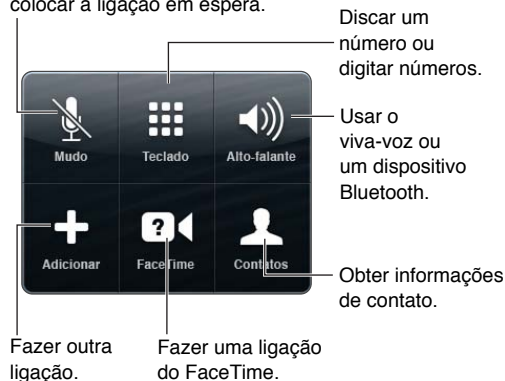 colocar a ligação em espera.
Discar um
número ou
digitar números.
Mudo
Teclado
Alto-falante
Usar o
viva-voz ou
um dispositivo
Bluetooth.
Adicionar
FaceTime
Contatos
Obter informações
de contato.
Fazer outra
ligação.
Fazer uma ligação
do FaceTime.